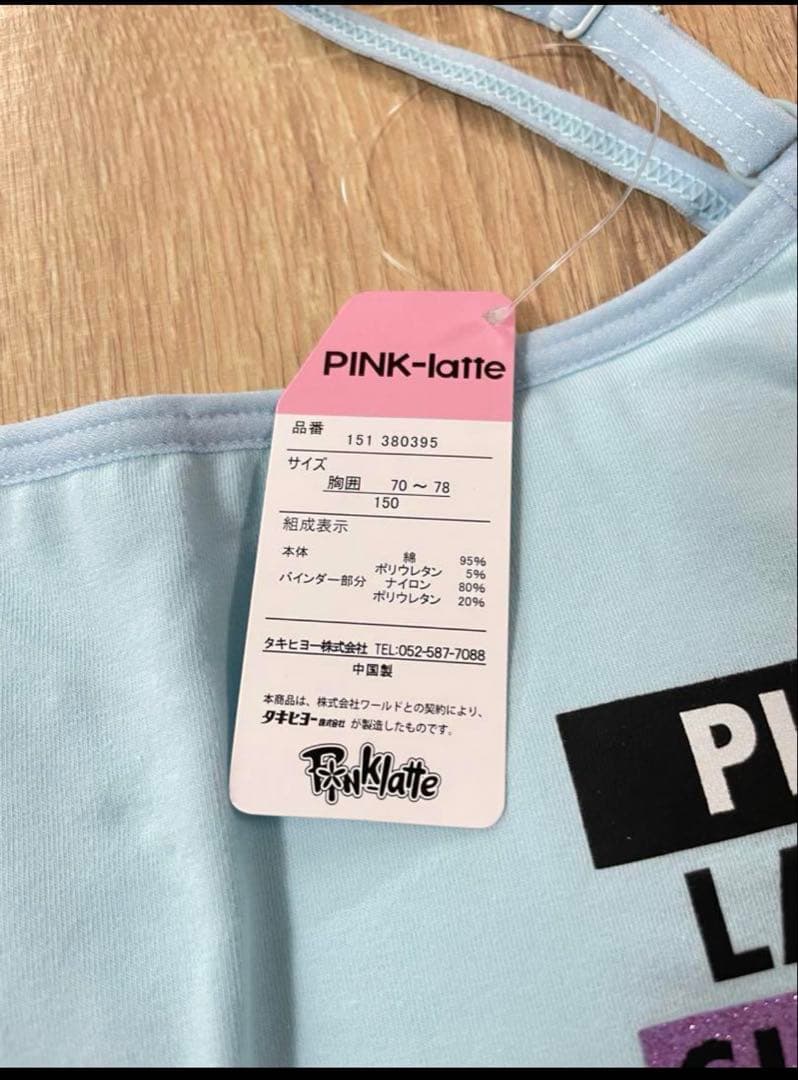 PINK-latte
品番 151 380395
サイズ
胸囲 70 ～ 78
150
組成表示
本体 綿 95%
ポリウレタン 5%
バインダー部分 ナイロン 80%
ポリウレタン 20%
タキヒヨー株式会社 TEL:052-587-7088
中国製
本商品は、株式会社ワールドとの契約により、
タキヒヨー株式会社 が製造したものです。
PINK-latte